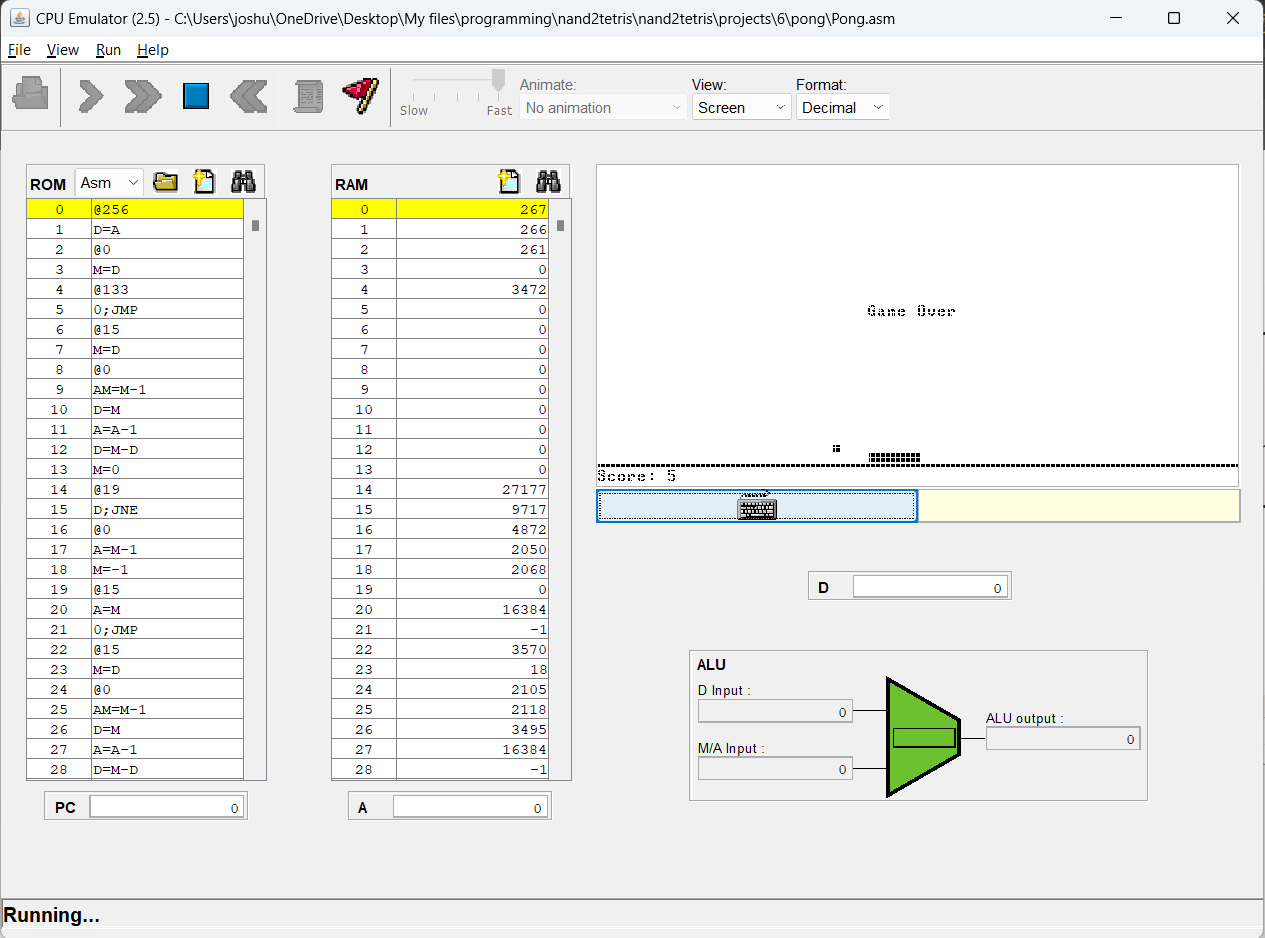 CPU Emulator (2.5) - C:\Users\joshu\OneDrive\Desktop\My files\programming\nand2tetris\nand2tetris\projects\6\pong\Pong.asm
File View Run Help
Slow Fast
Animate:
No animation
View:
Screen
Format:
Decimal
ROM Asm
0 @256
1 D=A
2 @0
3 M=D
4 @133
5 0;JMP
6 @15
7 M=D
8 @0
9 AM=M-1
10 D=M
11 A=A-1
12 D=M-D
13 M=0
14 @19
15 D;JNE
16 @0
17 A=M-1
18 M=-1
19 @15
20 A=M
21 0;JMP
22 @15
23 M=D
24 @0
25 AM=M-1
26 D=M
27 A=A-1
28 D=M-D
PC 0
RAM
0 267
1 266
2 261
3 0
4 3472
5 0
6 0
7 0
8 0
9 0
10 0
11 0
12 0
13 0
14 27177
15 9717
16 4872
17 2050
18 2068
19 0
20 16384
21 -1
22 3570
23 18
24 2105
25 2118
26 3495
27 16384
28 -1
A 0
Game Over
Score: 5
D 0
ALU
D Input :
0
M/A Input :
0
ALU output :
0
Running...